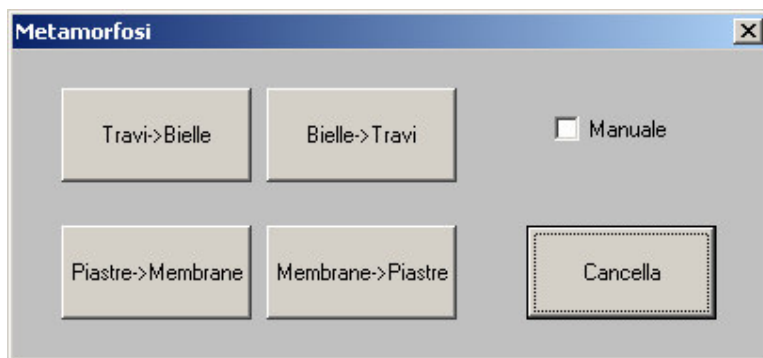 Metamorfosi
Travi->Bielle
Bielle->Travi
Manuale
Piastre->Membrane
Membrane->Piastre
Cancella